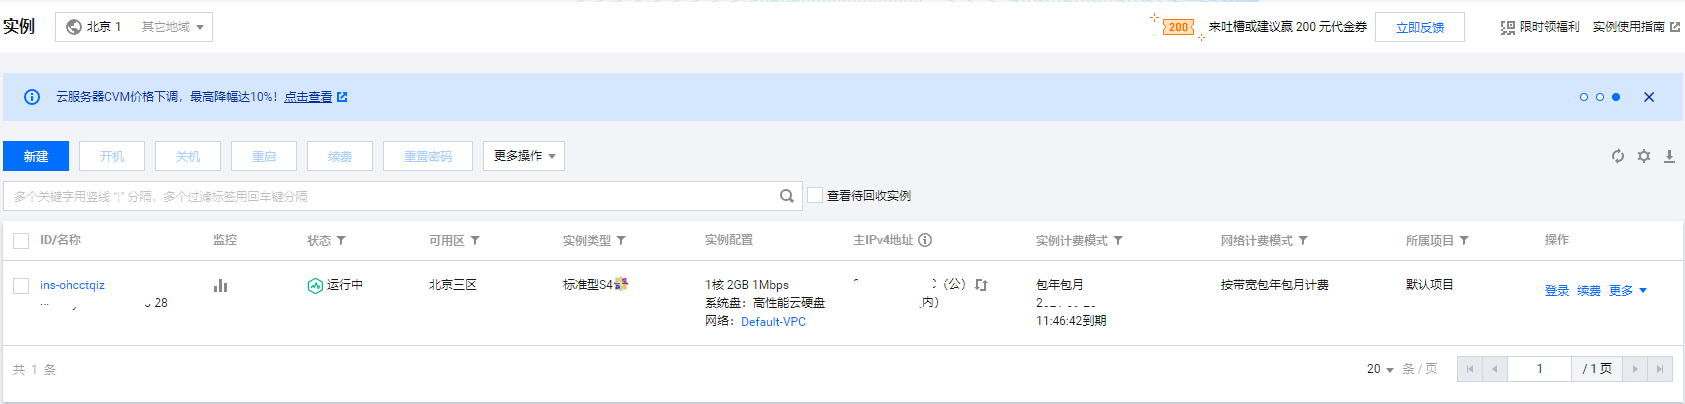 实例 北京 1 其它地域 200 来吐槽或建议赢 200 元代金券 立即反馈 限时领福利 实例使用指南
云服务器CVM价格下调，最高降幅达10%！点击查看
新建 开机 关机 重启 续费 重置密码 更多操作
多个关键字用竖线 "|" 分隔，多个过滤标签用回车键分隔 查看待回收实例
ID/名称 监控 状态 可用区 实例类型 实例配置 主IPv4地址 实例计费模式 网络计费模式 所属项目 操作
ins-ohcctqiz 运行中 北京三区 标准型S4 1核 2GB 1Mbps （公） 包年包月 按带宽包年包月计费 默认项目 登录 续费 更多
28 系统盘：高性能云硬盘 内）
网络：Default-VPC 11:46:42到期
共 1 条 20 条 / 页 1 / 1 页